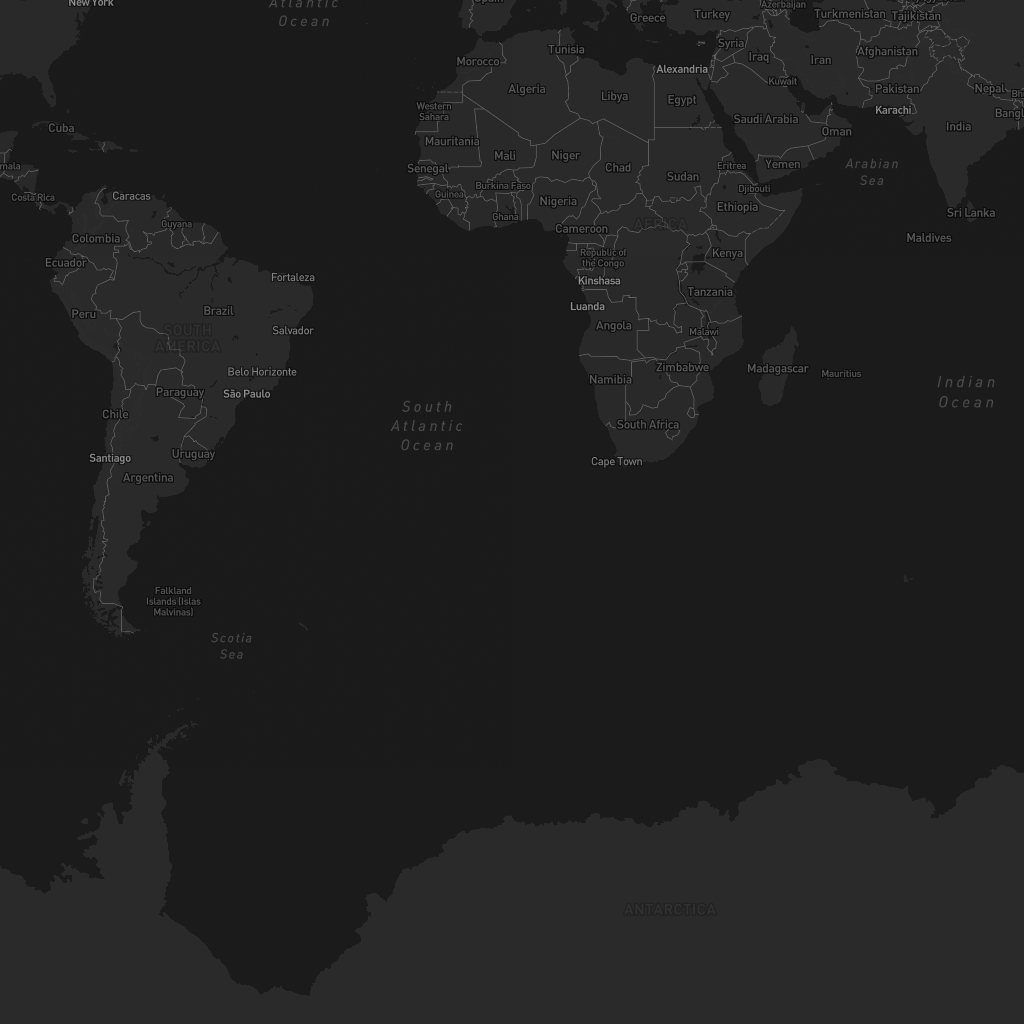 New York
Atlantic
Ocean
Spain
Greece
Turkey
Azerbaijan
Turkmenistan
Tajikistan
Morocco
Tunisia
Alexandria
Syria
Iraq
Iran
Afghanistan
Algeria
Libya
Egypt
Kuwait
Pakistan
Nepal
Bh
Western
Sahara
Karachi
Bangl
Cuba
Mauritania
Saudi Arabia
Oman
India
mala
Senegal
Mali
Niger
Chad
Sudan
Eritrea
Yemen
Arabian
Sea
Costa Rica
Caracas
Guinea
Burkina Faso
Nigeria
Djibouti
Ethiopia
Guyana
Ghana
Cameroon
AFRICA
Sri Lanka
Colombia
Maldives
Ecuador
Republic of
the Congo
Kenya
Fortaleza
Kinshasa
Tanzania
Peru
Brazil
Luanda
SOUTH
AMERICA
Salvador
Angola
Malawi
Belo Horizonte
Namibia
Zimbabwe
Madagascar
Mauritius
Indian
Ocean
Paraguay
São Paulo
Chile
South
Atlantic
Ocean
South Africa
Santiago
Uruguay
Cape Town
Argentina
Falkland
Islands (Islas
Malvinas)
Scotia
Sea
ANTARCTICA